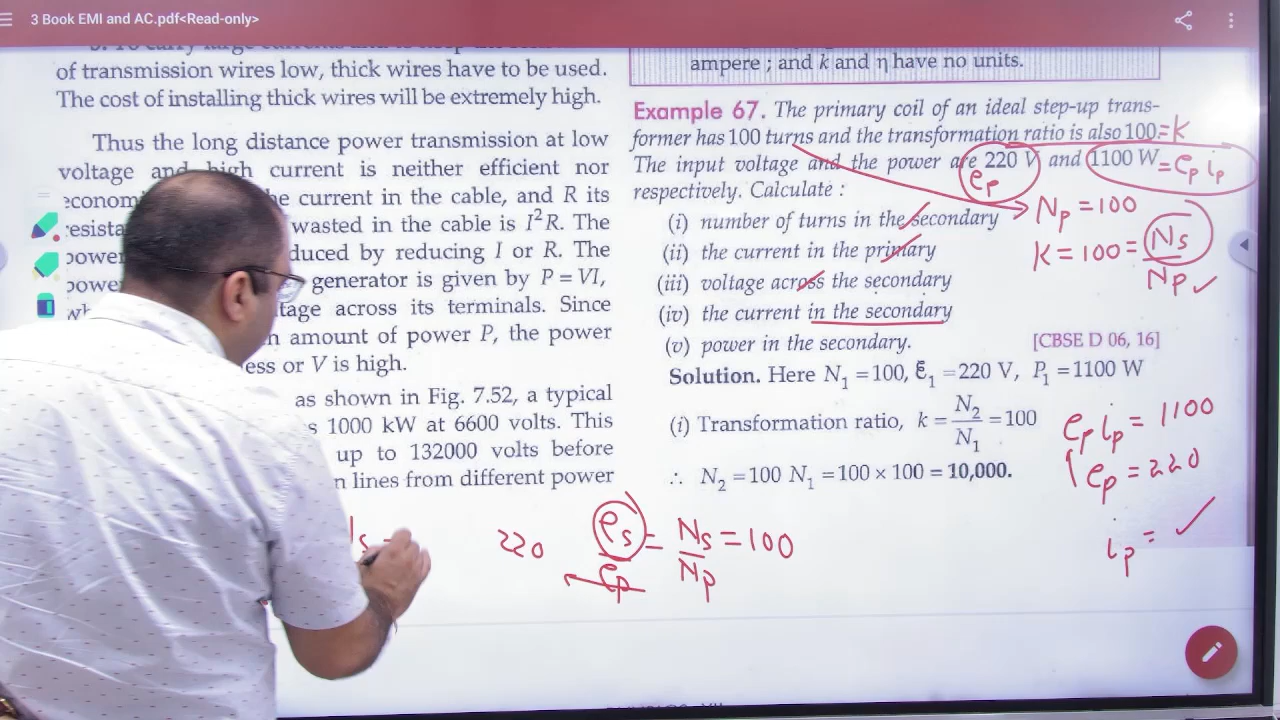 3 Book EMI and AC.pdf<Read-only>
of transmission wires low, thick wires have to be used.
The cost of installing thick wires will be extremely high.
Thus the long distance power transmission at low
voltage and high current is neither efficient nor
econom he current in the cable, and R its
resista wasted in the cable is I²R. The
power duced by reducing I or R. The
power generator is given by P = VI,
wh tage across its terminals. Since
n amount of power P, the power
ess or V is high.
as shown in Fig. 7.52, a typical
s 1000 kW at 6600 volts. This
up to 132000 volts before
n lines from different power
ampere ; and k and η have no units.
Example 67. The primary coil of an ideal step-up trans-
former has 100 turns and the transformation ratio is also 100. = K
The input voltage and the power are 220 V and 1100 W = ep ip
ep
respectively. Calculate :
(i) number of turns in the secondary
(ii) the current in the primary
(iii) voltage across the secondary
(iv) the current in the secondary
(v) power in the secondary. [CBSE D 06, 16]
Np = 100
K = 100 = Ns/Np
Solution. Here N₁ = 100, Ɛ₁ = 220 V, P₁ = 1100 W
(i) Transformation ratio, k = N₂/N₁ = 100
∴ N₂ = 100 N₁ = 100 × 100 = 10,000.
ep ip = 1100
ep = 220
ip =
220 es/ep = Ns/Np = 100